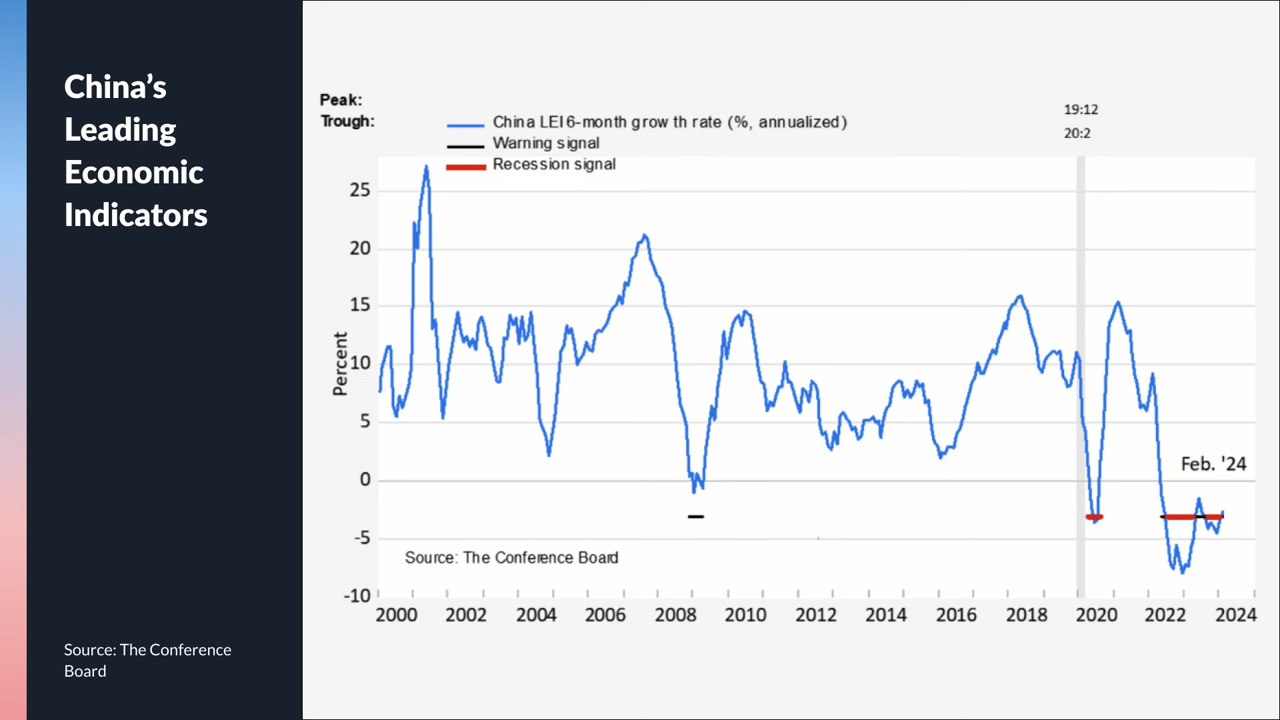 China's
Leading
Economic
Indicators
Source: The Conference
Board
Peak:
Trough:
19:12
20:2
China LEI 6-month growth rate (%, annualized)
Warning signal
Recession signal
Percent
25
20
15
10
5
0
-5
-10
Feb. '24
Source: The Conference Board
2000 2002 2004 2006 2008 2010 2012 2014 2016 2018 2020 2022 2024